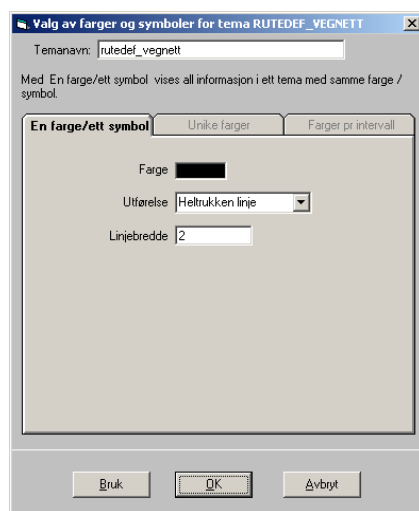 Valg av farger og symboler for tema RUTEDEF_VEGNETT
Temanavn: rutedef_vegnett
Med En farge/ett symbol vises all informasjon i ett tema med samme farge /
symbol.
En farge/ett symbol Unike farger Farger pr intervall
Farge
Utførelse Heltrukken linje
Linjebredde 2
Bruk OK Avbryt